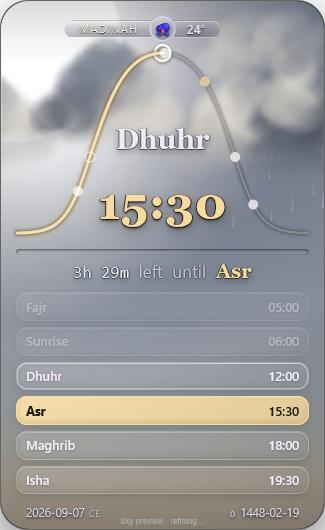 MADINAH 24°
Dhuhr
15:30
3h 29m left until Asr
Fajr 05:00
Sunrise 06:00
Dhuhr 12:00
Asr 15:30
Maghrib 18:00
Isha 19:30
2026-09-07 CE 1448-02-19
Sky preview · refining...